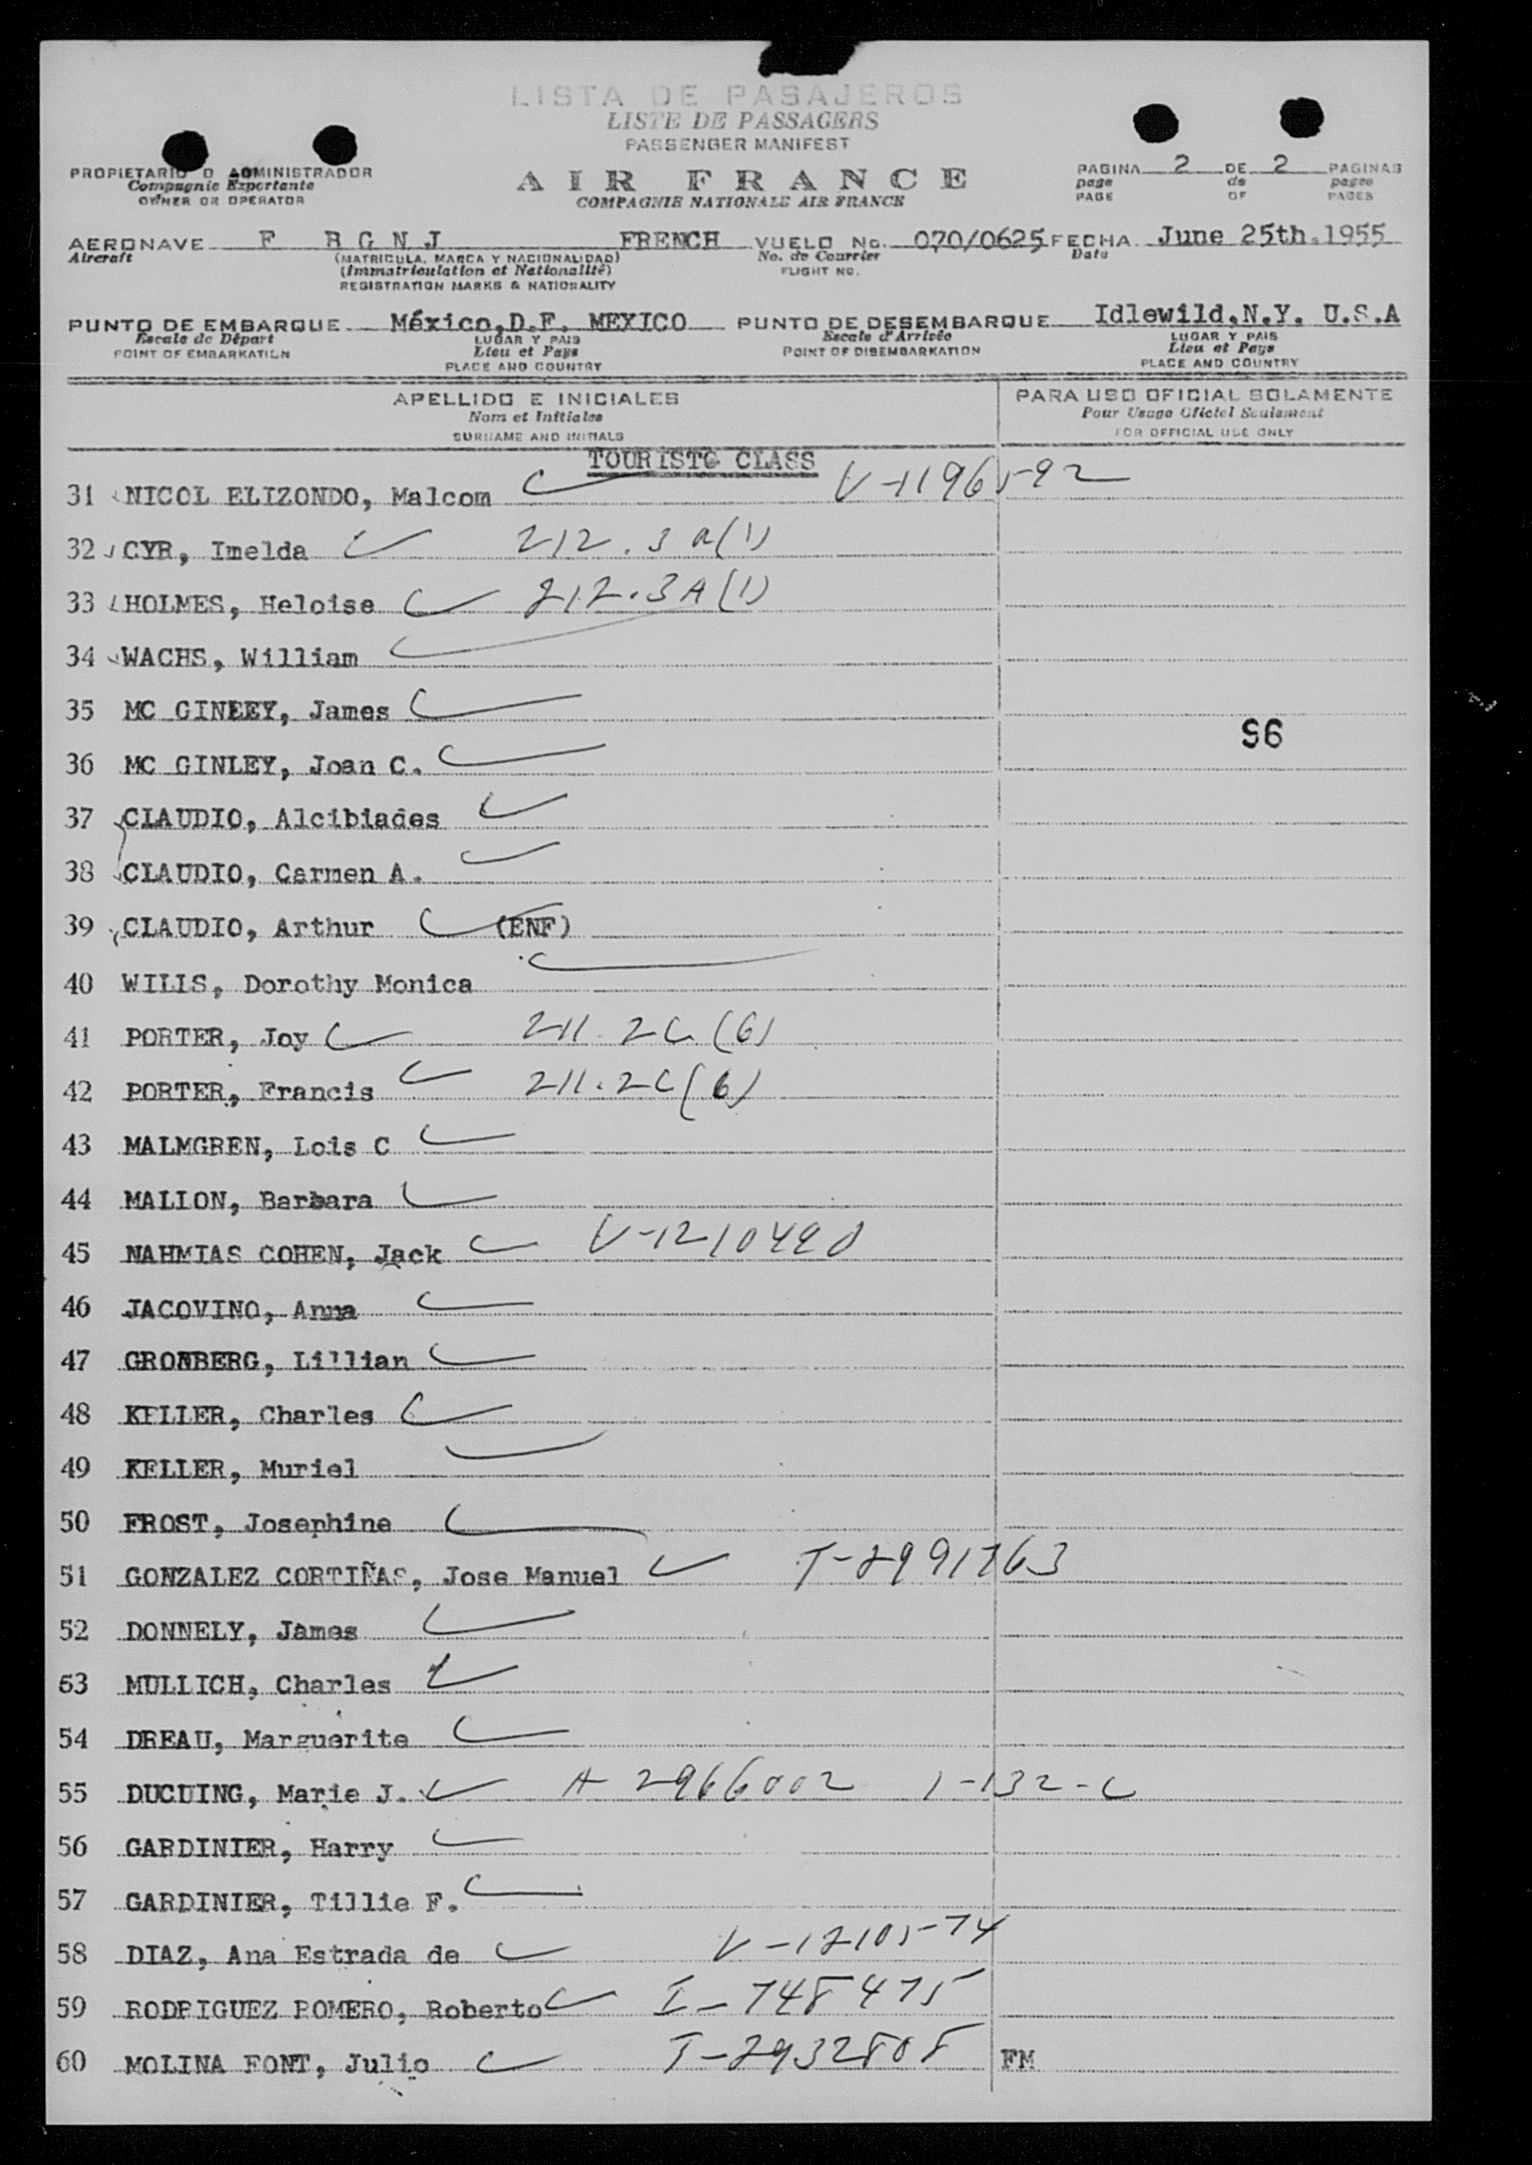 LISTA DE PASAJEROS
LISTE DE PASSAGERS
PASSENGER MANIFEST
PROPIETARIO O ADMINISTRADOR
Compagnie Exportante
OWNER OR OPERATOR
AIR FRANCE
COMPAGNIE NATIONALE AIR FRANCE
PAGINA 2 DE 2 PAGINAS
page de pages
PAGE OF PAGES
AERONAVE F BGNJ FRENCH VUELO No. 070/0625 FECHA June 25th.1955
Aircraft (MATRICULA, MARCA Y NACIONALIDAD) No. de Courrier Date
(Immatriculation et Nationalité) FLIGHT NO.
REGISTRATION MARKS & NATIONALITY
PUNTO DE EMBARQUE México,D.F. MEXICO PUNTO DE DESEMBARQUE Idlewild,N.Y. U.S.A
Escale de Départ LUGAR Y PAIS Escale d'Arrivée LUGAR Y PAIS
POINT OF EMBARKATION Lieu et Pays POINT OF DISEMBARKATION Lieu et Pays
PLACE AND COUNTRY PLACE AND COUNTRY
APELLIDO E INICIALES PARA USO OFICIAL SOLAMENTE
Nom et Initiales Pour Usage Officiel Seulement
SURNAME AND INITIALS FOR OFFICIAL USE ONLY
TOURISTC CLASS
31 NICOL ELIZONDO, Malcom V-1196592
32 CYR, Imelda 212.3a(1)
33 HOLMES, Heloise 212.3A(1)
34 WACHS, William
35 MC GINEEY, James
96
36 MC GINLEY, Joan C.
37 CLAUDIO, Alcibiades
38 CLAUDIO, Carmen A.
39 CLAUDIO, Arthur (ENF)
40 WILLS, Dorothy Monica
41 PORTER, Joy 211.2C(6)
42 PORTER, Francis 211.2C(6)
43 MALMGREN, Lois C
44 MALLON, Barbara
45 NAHMIAS COHEN, Jack V-1210490
46 JACOVINO, Anna
47 GRONBERG, Lillian
48 KELLER, Charles
49 KELLER, Muriel
50 FROST, Josephine
51 GONZALEZ CORTIÑAS, Jose Manuel T-2991763
52 DONNELY, James
53 MULLICH, Charles
54 DREAU, Marguerite
55 DUCUING, Marie J. A-2966002 1-132-C
56 GARDINIER, Harry
57 GARDINIER, Tillie F.
58 DIAZ, Ana Estrada de V-1210574
59 RODRIGUEZ ROMERO, Roberto I-748475
60 MOLINA FONT, Julio T-2932808 FM